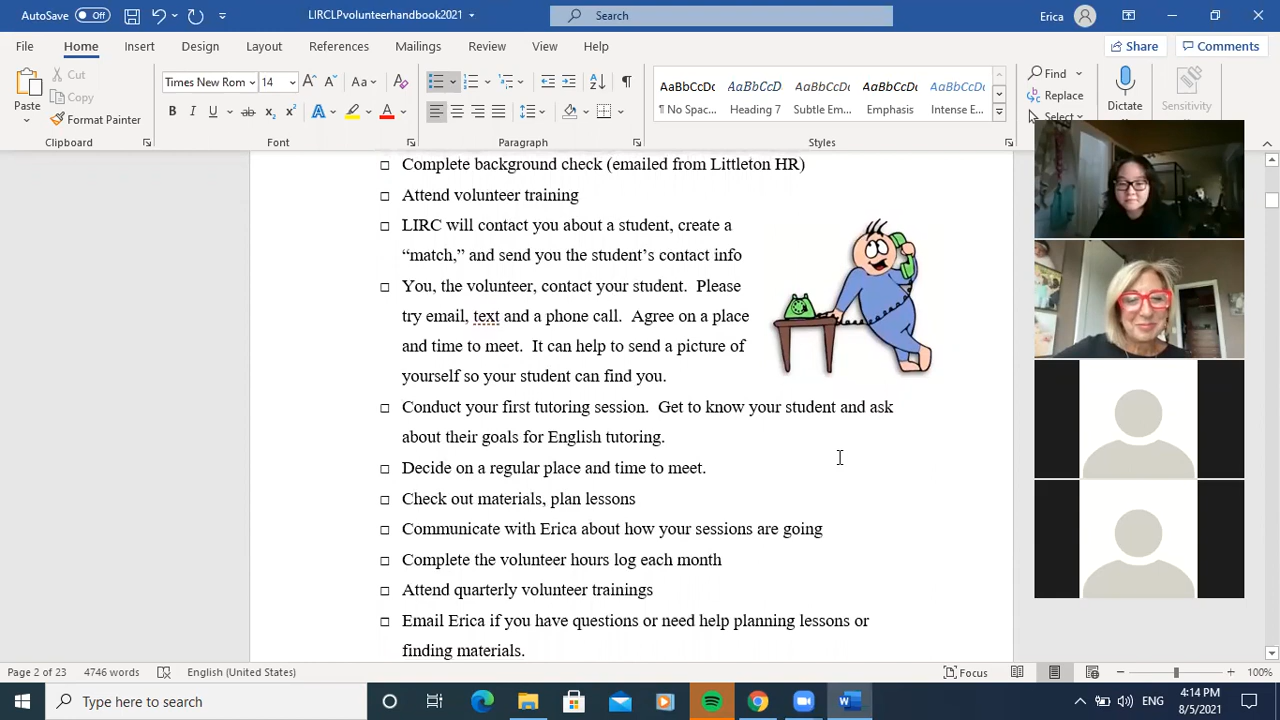 AutoSave Off LIRCLPvolunteerhandbook2021 Search Erica
File Home Insert Design Layout References Mailings Review View Help Share Comments
Paste Cut Copy Format Painter
Times New Rom 14 Aa
B I U ab x₂ x² A A
AaBbCcDc AaBbCcD AaBbCcDc AaBbCcDc AaBbCcDc
¶ No Spac... Heading 7 Subtle Em... Emphasis Intense E...
Find Replace Select
Dictate Sensitivity
Clipboard Font Paragraph Styles
Complete background check (emailed from Littleton HR)
Attend volunteer training
LIRC will contact you about a student, create a
“match,” and send you the student’s contact info
You, the volunteer, contact your student. Please
try email, text and a phone call. Agree on a place
and time to meet. It can help to send a picture of
yourself so your student can find you.
Conduct your first tutoring session. Get to know your student and ask
about their goals for English tutoring.
Decide on a regular place and time to meet.
Check out materials, plan lessons
Communicate with Erica about how your sessions are going
Complete the volunteer hours log each month
Attend quarterly volunteer trainings
Email Erica if you have questions or need help planning lessons or
finding materials.
Page 2 of 23 4746 words English (United States) Focus 100%
Type here to search
ENG 4:14 PM
8/5/2021